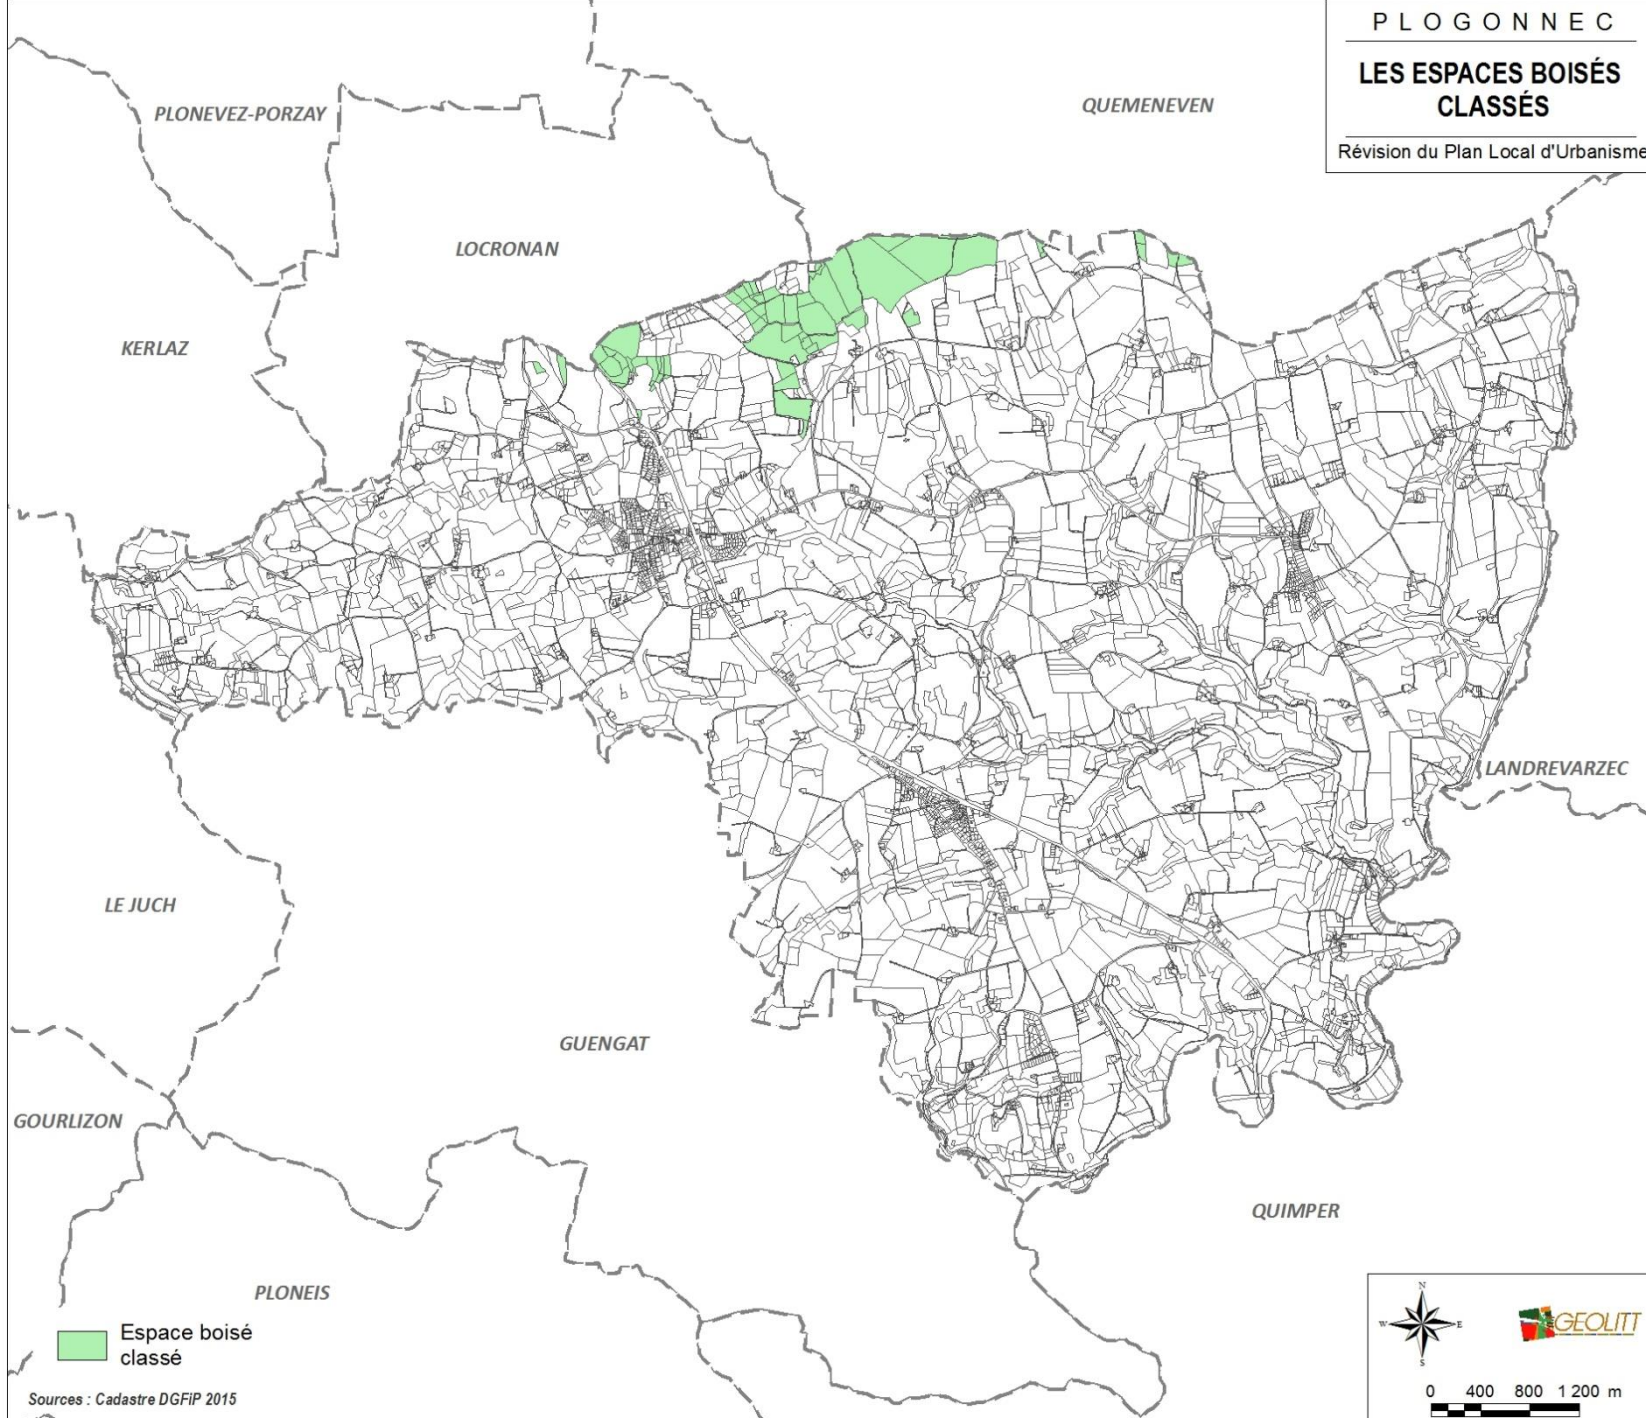 PLOGONNEC
LES ESPACES BOISÉS
CLASSÉS
Révision du Plan Local d'Urbanisme
PLONEVEZ-PORZAY
QUEMENEVEN
LOCRONAN
KERLAZ
LANDREVARZEC
LE JUCH
GUENGAT
GOURLIZON
QUIMPER
PLONEIS
Espace boisé
classé
Sources : Cadastre DGFiP 2015
N
W E
S
GEOLITT
0 400 800 1 200 m